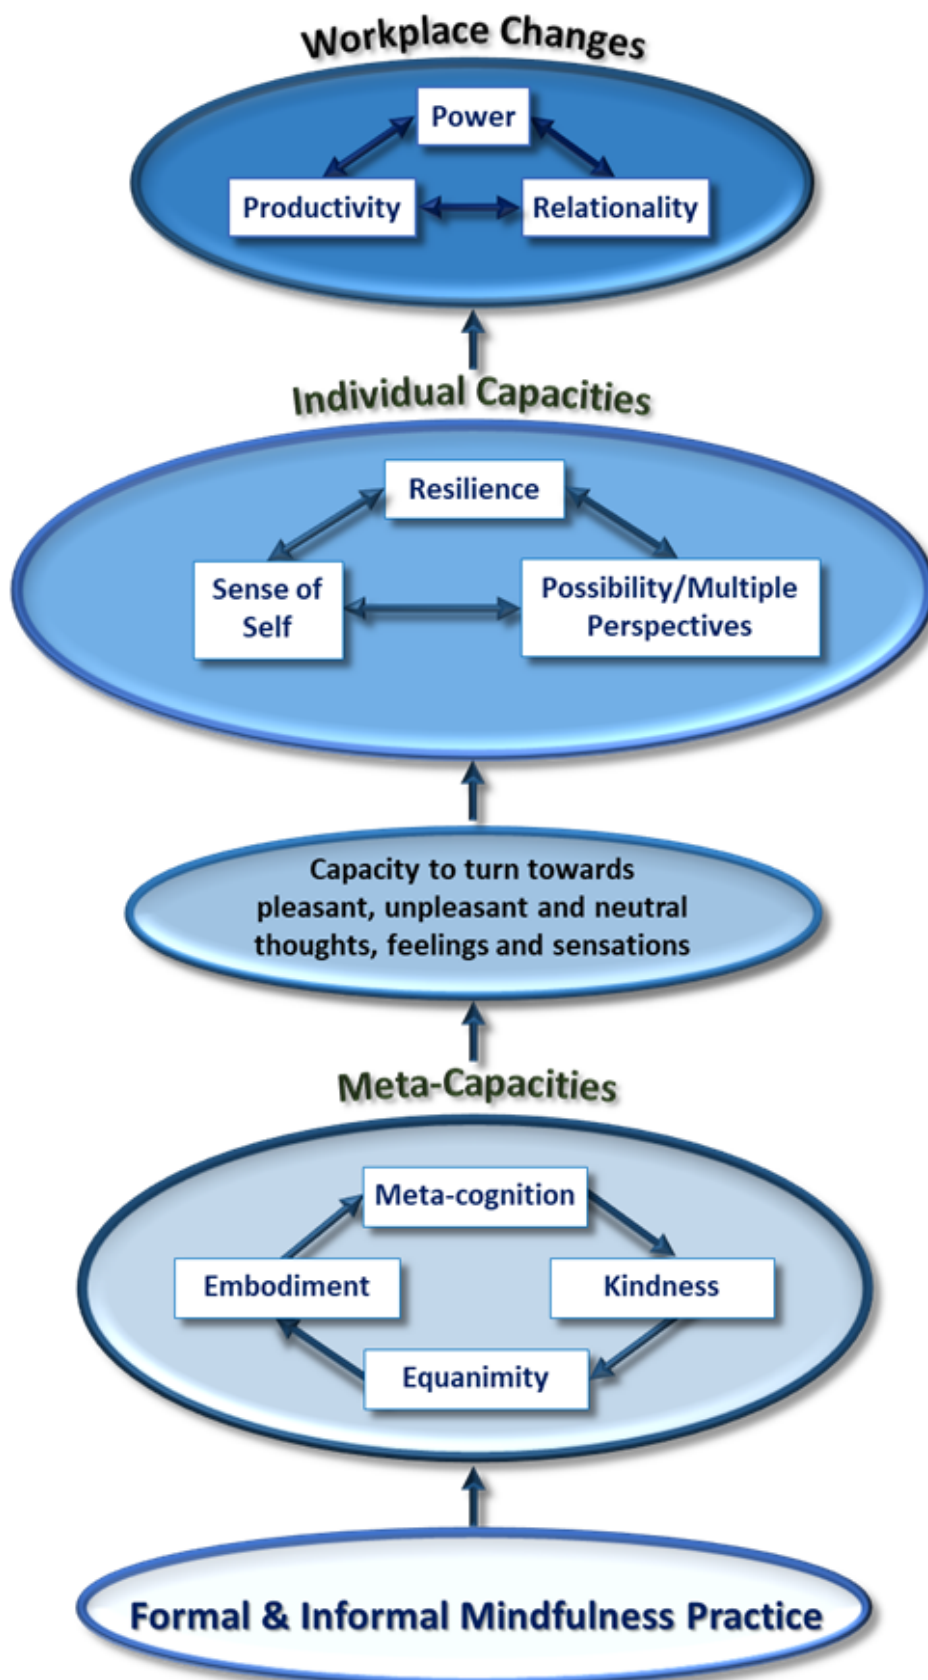 Workplace Changes
Power
Productivity
Relationality
Individual Capacities
Resilience
Sense of
Self
Possibility/Multiple
Perspectives
Capacity to turn towards
pleasant, unpleasant and neutral
thoughts, feelings and sensations
Meta-Capacities
Meta-cognition
Embodiment
Kindness
Equanimity
Formal & Informal Mindfulness Practice